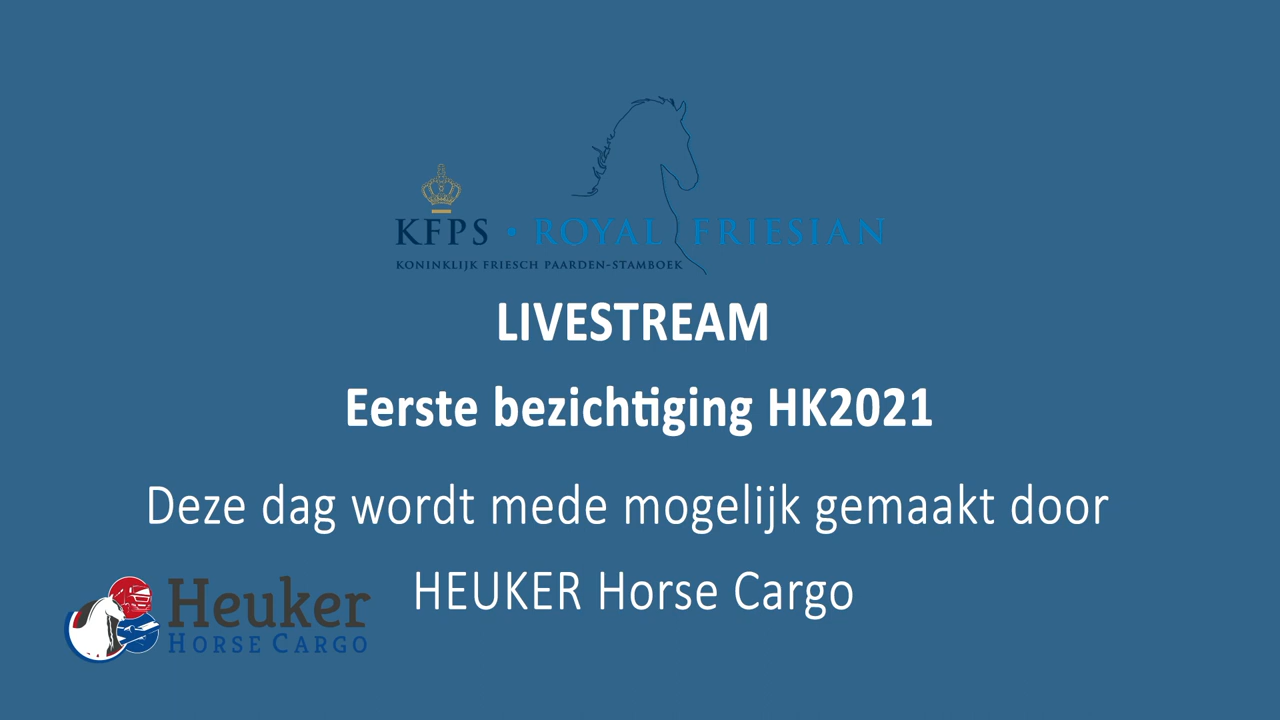 KFPS • ROYAL FRIESIAN
KONINKLIJK FRIESCH PAARDEN-STAMBOEK
LIVESTREAM
Eerste bezichtiging HK2021
Deze dag wordt mede mogelijk gemaakt door
HEUKER Horse Cargo
Heuker
HORSE CARGO